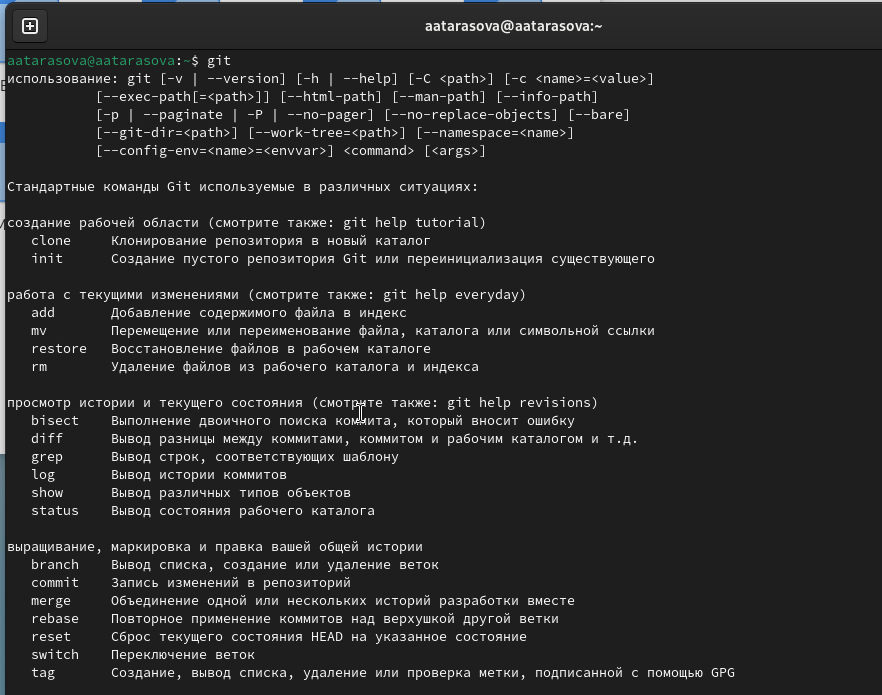 aatarasova@aatarasova:~
aatarasova@aatarasova:~$ git
использование: git [-v | --version] [-h | --help] [-C <path>] [-c <name>=<value>]
           [--exec-path[=<path>]] [--html-path] [--man-path] [--info-path]
           [-p | --paginate | -P | --no-pager] [--no-replace-objects] [--bare]
           [--git-dir=<path>] [--work-tree=<path>] [--namespace=<name>]
           [--config-env=<name>=<envvar>] <command> [<args>]

Стандартные команды Git используемые в различных ситуациях:

создание рабочей области (смотрите также: git help tutorial)
   clone     Клонирование репозитория в новый каталог
   init      Создание пустого репозитория Git или переинициализация существующего

работа с текущими изменениями (смотрите также: git help everyday)
   add       Добавление содержимого файла в индекс
   mv        Перемещение или переименование файла, каталога или символьной ссылки
   restore   Восстановление файлов в рабочем каталоге
   rm        Удаление файлов из рабочего каталога и индекса

просмотр истории и текущего состояния (смотрите также: git help revisions)
   bisect    Выполнение двоичного поиска коммита, который вносит ошибку
   diff      Вывод разницы между коммитами, коммитом и рабочим каталогом и т.д.
   grep      Вывод строк, соответствующих шаблону
   log       Вывод истории коммитов
   show      Вывод различных типов объектов
   status    Вывод состояния рабочего каталога

выращивание, маркировка и правка вашей общей истории
   branch    Вывод списка, создание или удаление веток
   commit    Запись изменений в репозиторий
   merge     Объединение одной или нескольких историй разработки вместе
   rebase    Повторное применение коммитов над верхушкой другой ветки
   reset     Сброс текущего состояния HEAD на указанное состояние
   switch    Переключение веток
   tag       Создание, вывод списка, удаление или проверка метки, подписанной с помощью GPG